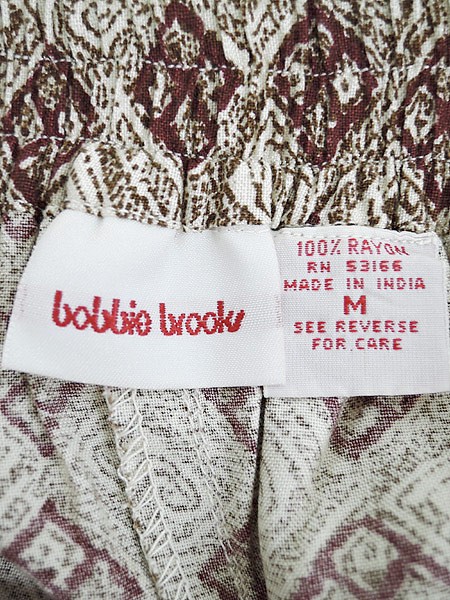 bobbie brooks
100% RAYON
RN 53166
MADE IN INDIA
M
SEE REVERSE
FOR CARE